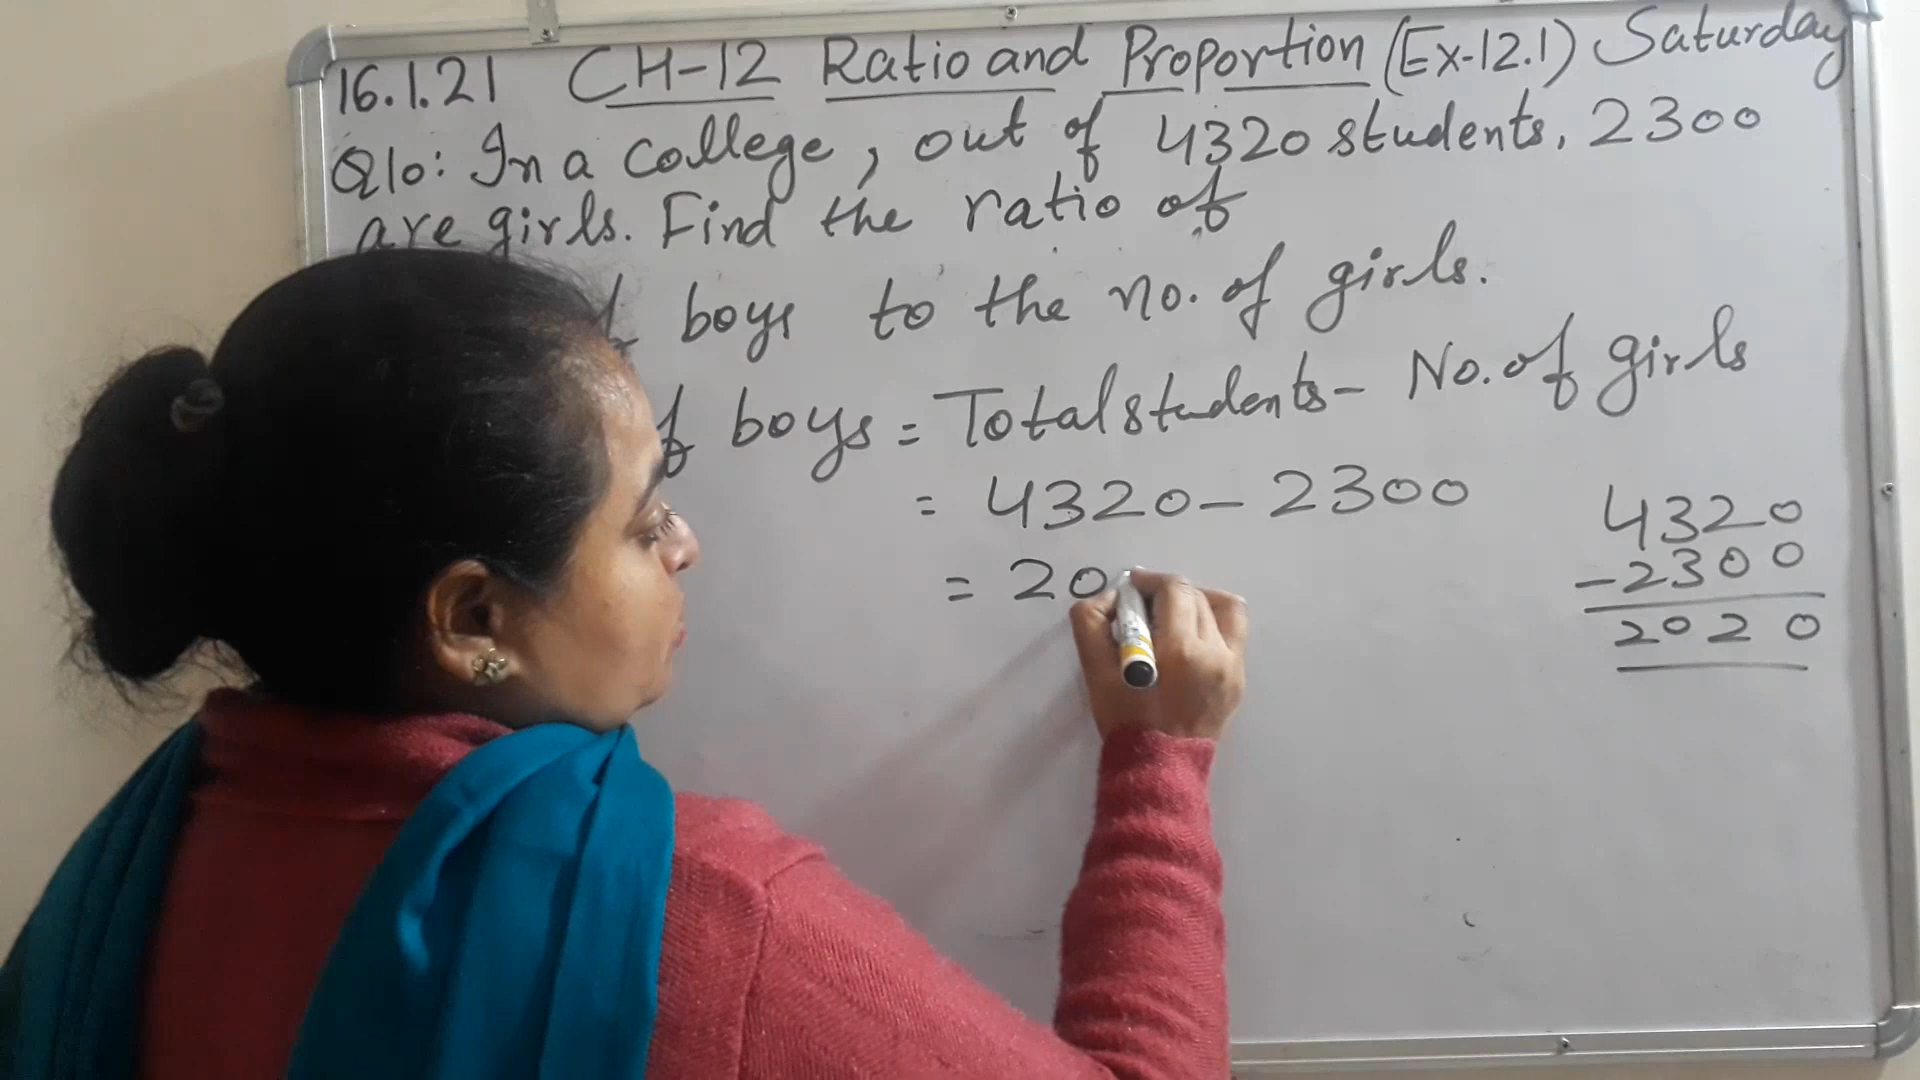 16.1.21 CH-12 Ratio and Proportion (Ex-12.1) Saturday
Q10: In a college, out of 4320 students, 2300
are girls. Find the ratio of
boys to the no. of girls.
boys = Total students - No. of girls
= 4320 - 2300
= 20
4320
-2300
2020